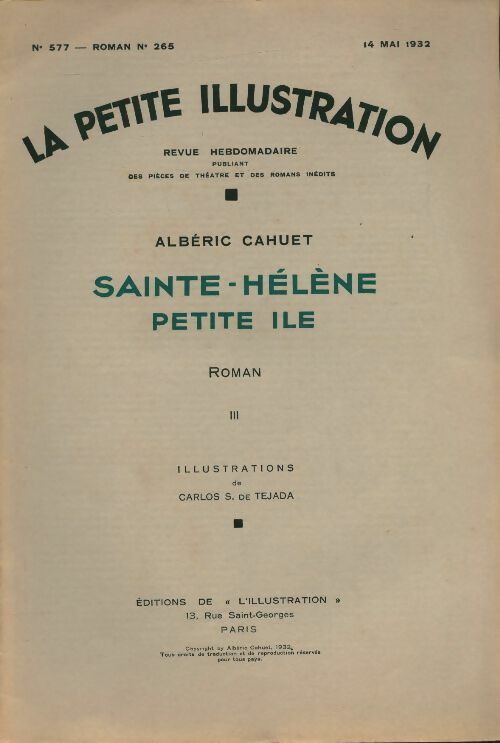 N° 577 — ROMAN N° 265
14 MAI 1932
LA PETITE ILLUSTRATION
REVUE HEBDOMADAIRE
PUBLIANT
DES PIÈCES DE THÉATRE ET DES ROMANS INÉDITS
ALBÉRIC CAHUET
SAINTE-HÉLÈNE
PETITE ILE
ROMAN
III
ILLUSTRATIONS
de
CARLOS S. DE TEJADA
ÉDITIONS DE « L'ILLUSTRATION »
13, Rue Saint-Georges
PARIS
Copyright by Albéric Cahuet, 1932.
Tous droits de traduction et de reproduction réservés
pour tous pays.